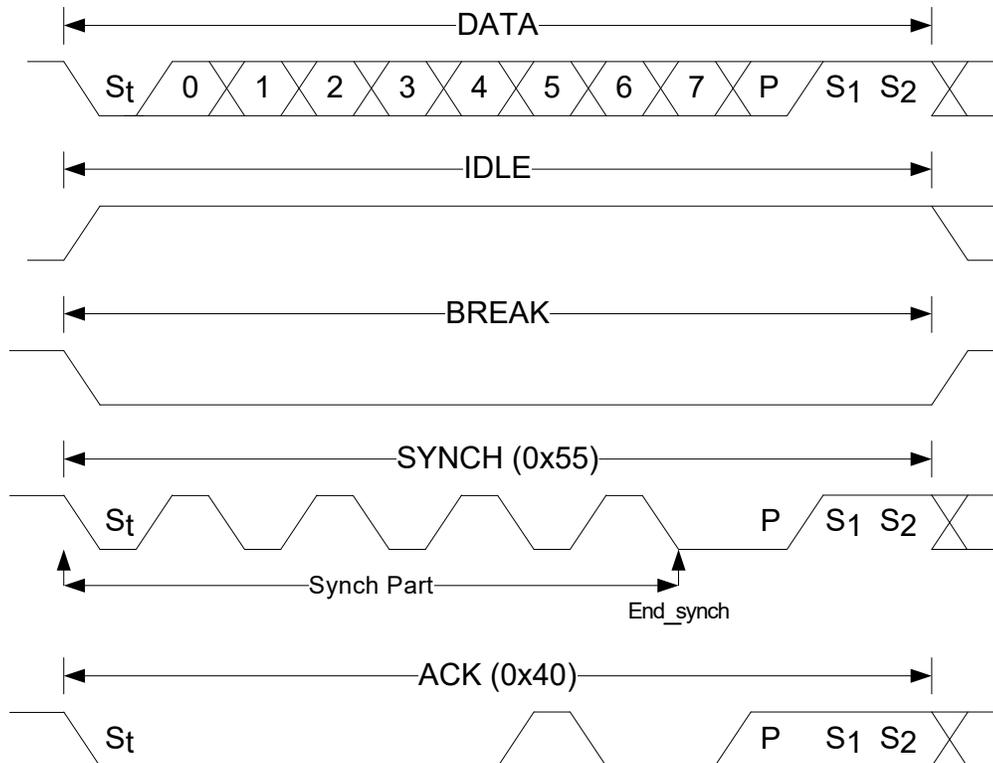 DATA
St 0 1 2 3 4 5 6 7 P S1 S2
IDLE
BREAK
SYNCH (0x55)
St P S1 S2
Synch Part
End_synch
ACK (0x40)
St P S1 S2